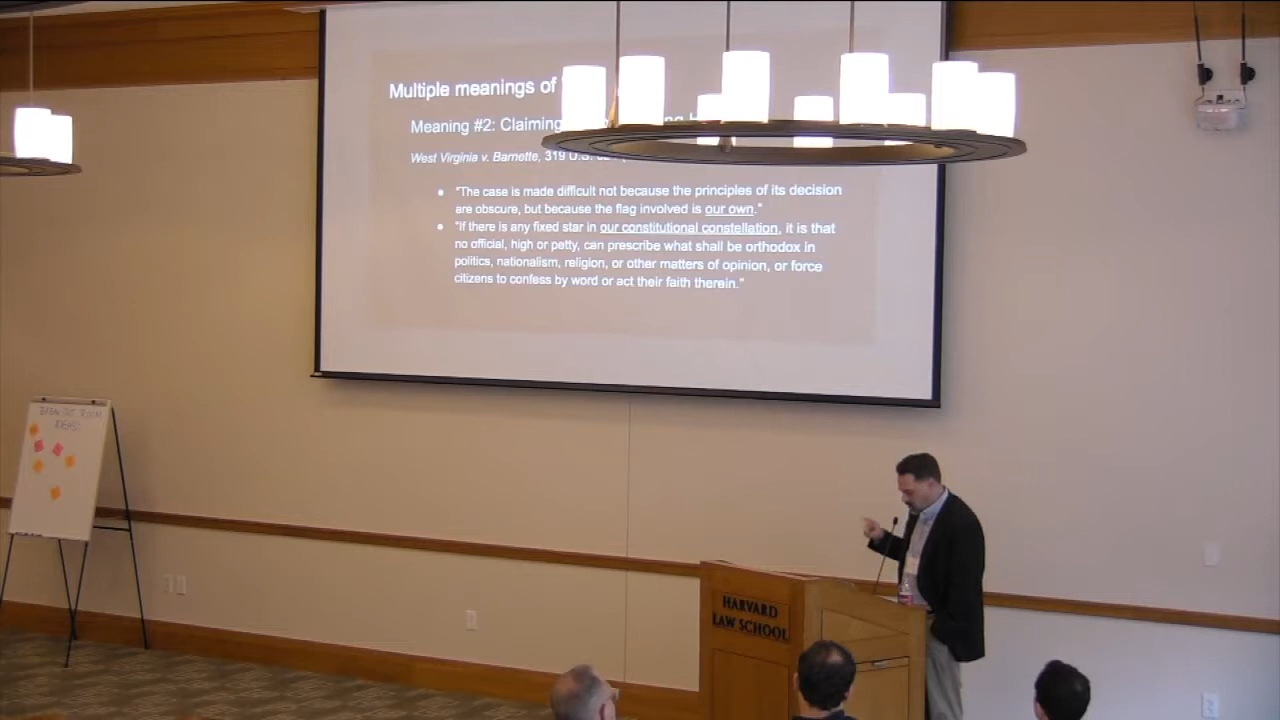 Multiple meanings of
Meaning #2: Claiming
West Virginia v. Barnette, 319 U.S.
• "The case is made difficult not because the principles of its decision
are obscure, but because the flag involved is our own."
• "If there is any fixed star in our constitutional constellation, it is that
no official, high or petty, can prescribe what shall be orthodox in
politics, nationalism, religion, or other matters of opinion, or force
citizens to confess by word or act their faith therein."
BREAK OUT ROOM
IDEAS!
HARVARD
LAW SCHOOL